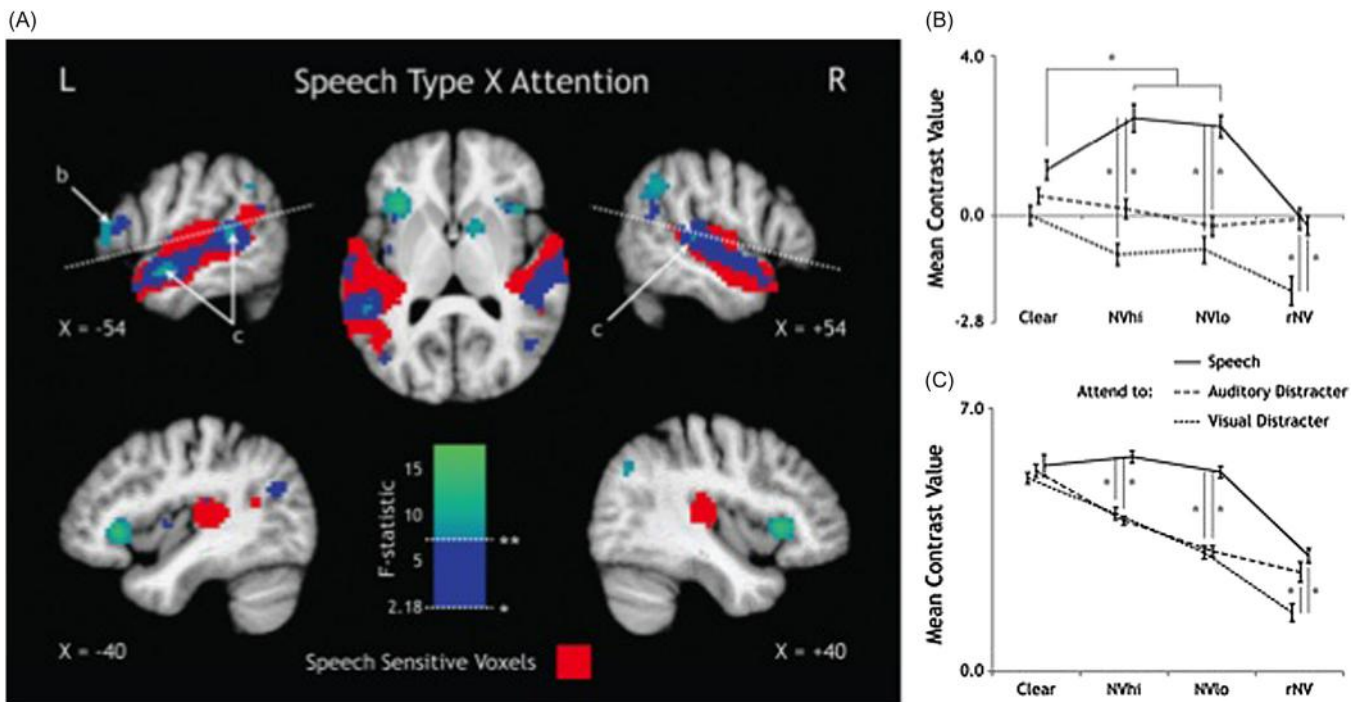 (A)
L
Speech Type X Attention
R
b
c
X = -54
c
X = +54
F-statistic
15
10
5
2.18
**
*
X = -40
X = +40
Speech Sensitive Voxels
(B)
Mean Contrast Value
4.0
0.0
-2.8
*
* *
* *
* *
Clear NVhi NVlo rNV
Attend to:
Speech
Auditory Distracter
Visual Distracter
(C)
Mean Contrast Value
7.0
0.0
* *
* *
* *
Clear NVhi NVlo rNV